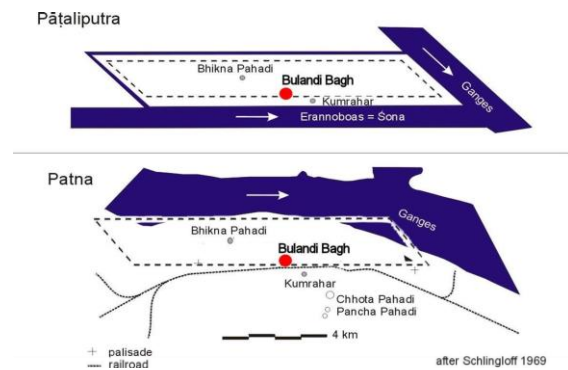 Pāṭaliputra
Bhikna Pahadi
Bulandi Bagh
Kumrahar
Ganges
Erannoboas = Śona
Patna
Ganges
Bhikna Pahadi
Bulandi Bagh
Kumrahar
Chhota Pahadi
Pancha Pahadi
4 km
palisade
railroad
after Schlingloff 1969